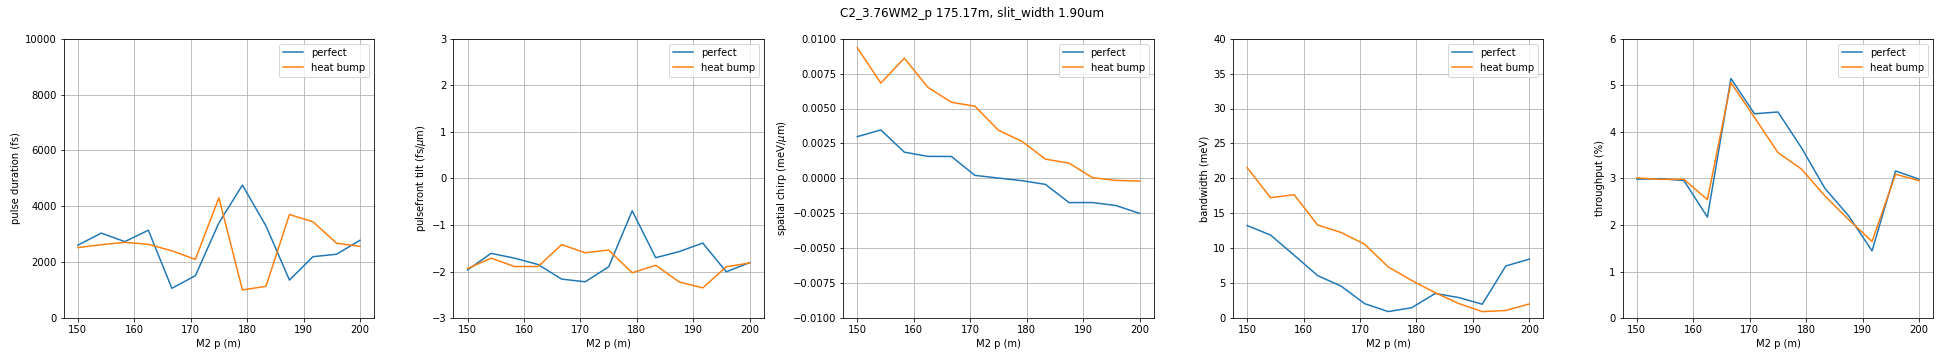 C2_3.76WM2_p 175.17m, slit_width 1.90um
pulse duration (fs)
10000
8000
6000
4000
2000
0
150 160 170 180 190 200
M2 p (m)
perfect
heat bump
pulsefront tilt (fs/μm)
3
2
1
0
−1
−2
−3
150 160 170 180 190 200
M2 p (m)
perfect
heat bump
spatial chirp (meV/μm)
0.0100
0.0075
0.0050
0.0025
0.0000
−0.0025
−0.0050
−0.0075
−0.0100
150 160 170 180 190 200
M2 p (m)
perfect
heat bump
bandwidth (meV)
40
35
30
25
20
15
10
5
0
150 160 170 180 190 200
M2 p (m)
perfect
heat bump
throughput (%)
6
5
4
3
2
1
0
150 160 170 180 190 200
M2 p (m)
perfect
heat bump